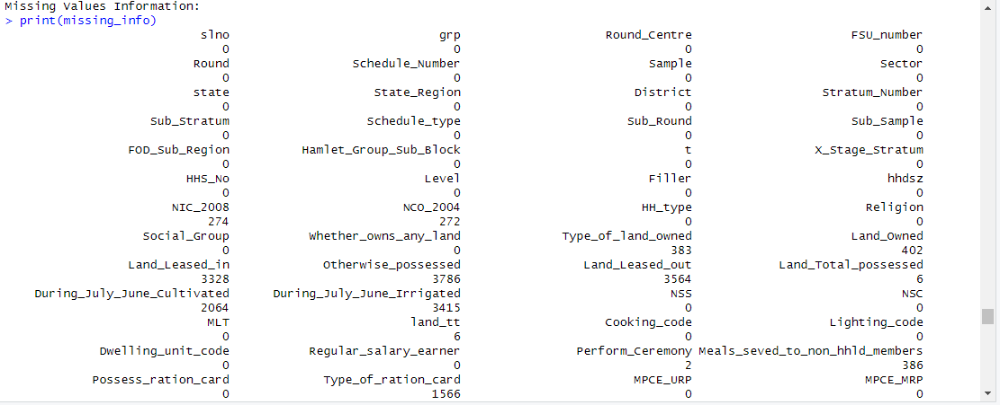 Missing Values Information:
> print(missing_info)
slno grp Round_Centre FSU_number
0 0 0 0
Round Schedule_Number Sample Sector
0 0 0 0
state State_Region District Stratum_Number
0 0 0 0
Sub_Stratum Schedule_type Sub_Round Sub_Sample
0 0 0 0
FOD_Sub_Region Hamlet_Group_Sub_Block t X_Stage_Stratum
0 0 0 0
HHS_No Level Filler hhdsz
0 0 0 0
NIC_2008 NCO_2004 HH_type Religion
274 272 0 0
Social_Group Whether_owns_any_land Type_of_land_owned Land_Owned
0 0 383 402
Land_Leased_in Otherwise_possessed Land_Leased_out Land_Total_possessed
3328 3786 3564 6
During_July_June_Cultivated During_July_June_Irrigated NSS NSC
2064 3415 0 0
MLT land_tt Cooking_code Lighting_code
0 6 0 0
Dwelling_unit_code Regular_salary_earner Perform_Ceremony Meals_seved_to_non_hhld_members
0 0 2 386
Possess_ration_card Type_of_ration_card MPCE_URP MPCE_MRP
0 1566 0 0